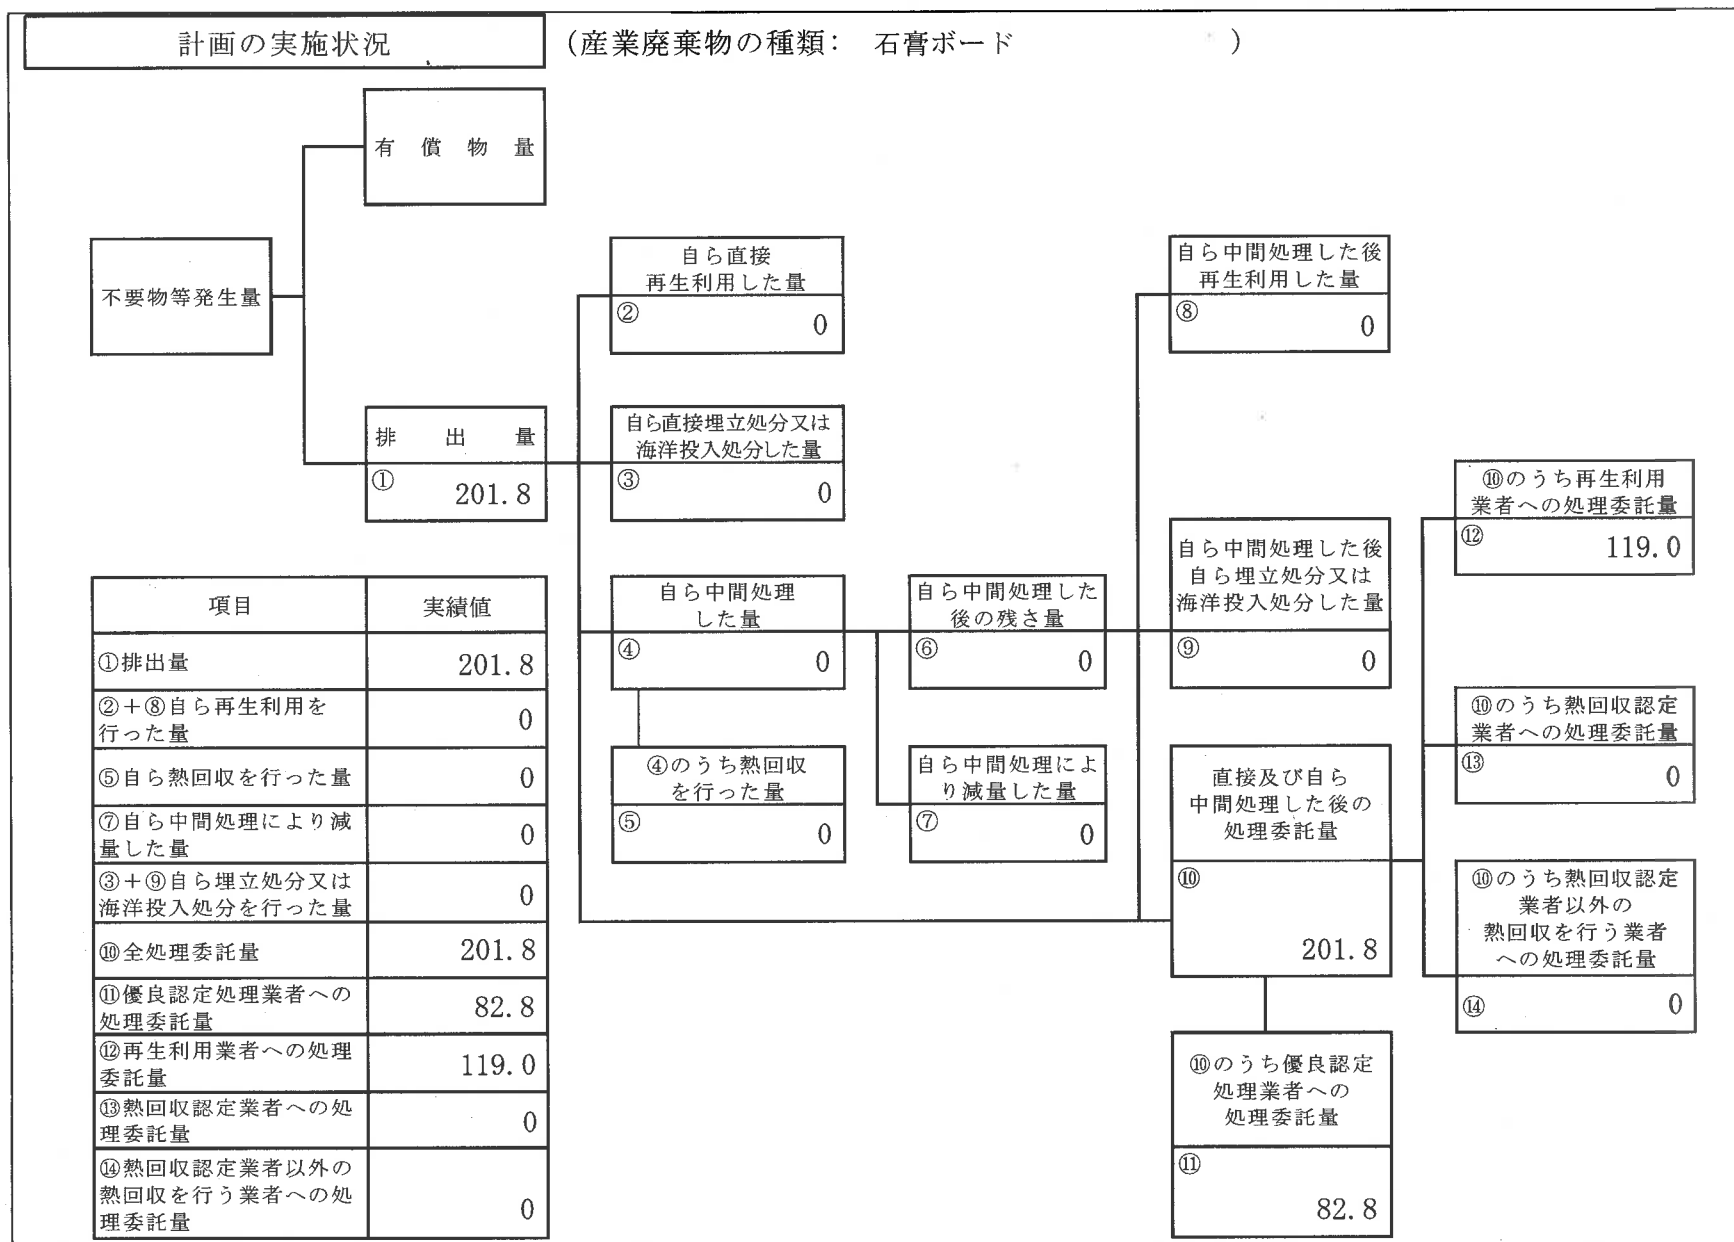 計画の実施状況
(産業廃棄物の種類： 石膏ボード )
有償物量
不要物等発生量
排出量
①
201.8
自ら直接
再生利用した量
②
0
自ら直接埋立処分又は
海洋投入処分した量
③
0
自ら中間処理
した量
④
0
④のうち熱回収
を行った量
⑤
0
自ら中間処理した
後の残さ量
⑥
0
自ら中間処理によ
り減量した量
⑦
0
自ら中間処理した後
再生利用した量
⑧
0
自ら中間処理した後
自ら埋立処分又は
海洋投入処分した量
⑨
0
直接及び自ら
中間処理した後の
処理委託量
⑩
201.8
⑩のうち優良認定
処理業者への
処理委託量
⑪
82.8
⑩のうち再生利用
業者への処理委託量
⑫
119.0
⑩のうち熱回収認定
業者への処理委託量
⑬
0
⑩のうち熱回収認定
業者以外の
熱回収を行う業者
への処理委託量
⑭
0
項目 実績値
①排出量 201.8
②＋⑧自ら再生利用を
行った量
0
⑤自ら熱回収を行った量 0
⑦自ら中間処理により減
量した量
0
③＋⑨自ら埋立処分又は
海洋投入処分を行った量
0
⑩全処理委託量 201.8
⑪優良認定処理業者への
処理委託量
82.8
⑫再生利用業者への処理
委託量
119.0
⑬熱回収認定業者への処
理委託量
0
⑭熱回収認定業者以外の
熱回収を行う業者への処
理委託量
0